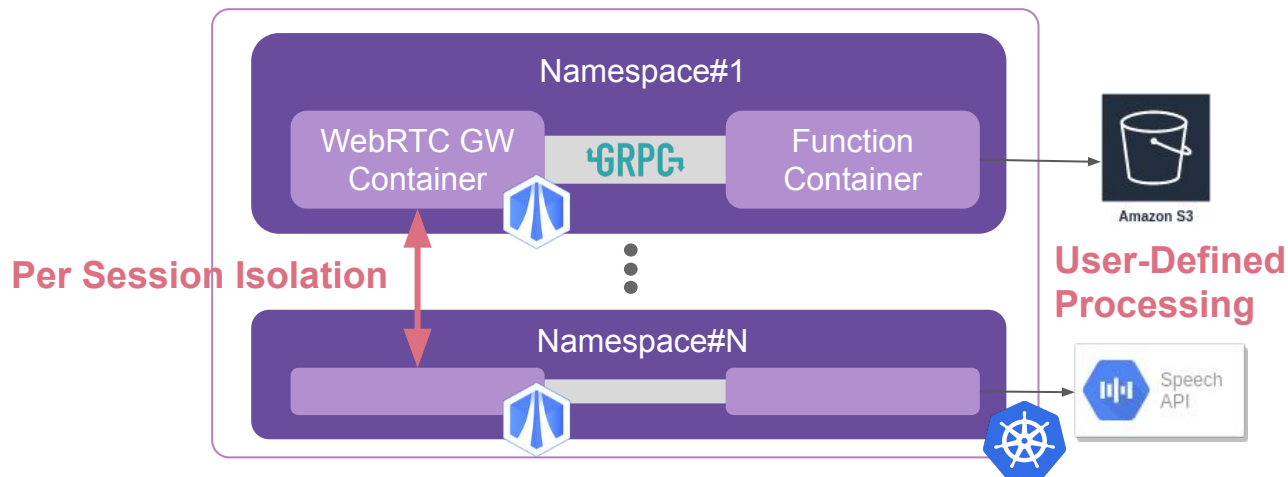 Namespace#1
WebRTC GW
Container
GRPC
Function
Container
Amazon S3
Per Session Isolation
User-Defined
Processing
Namespace#N
Speech
API